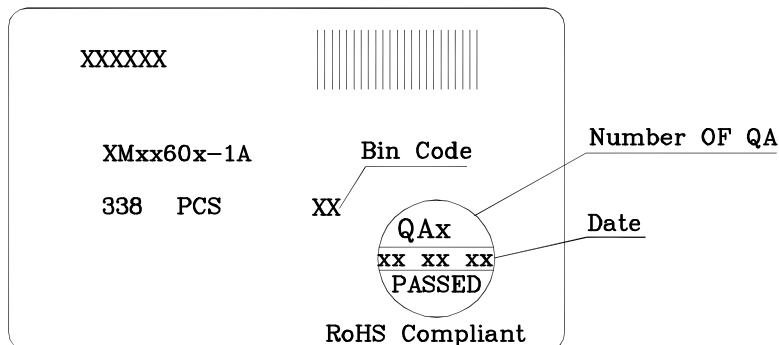 XXXXXX
XMxx60x-1A
Bin Code
Number OF QA
338 PCS
XX
QAx
Date
xx xx xx
PASSED
RoHS Compliant